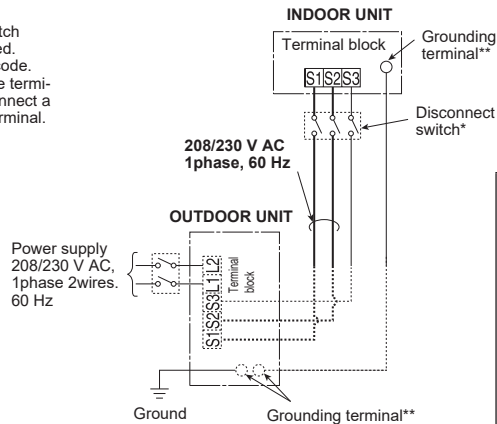 tch
ed.
code.
e termi-
nnect a
rminal.
INDOOR UNIT
Terminal block
Grounding
terminal**
S1 S2 S3
Disconnect
switch*
208/230 V AC
1phase, 60 Hz
OUTDOOR UNIT
Power supply
208/230 V AC,
1phase 2wires.
60 Hz
S1 S2 S3 L1 L2
Terminal
block
Ground
Grounding terminal**